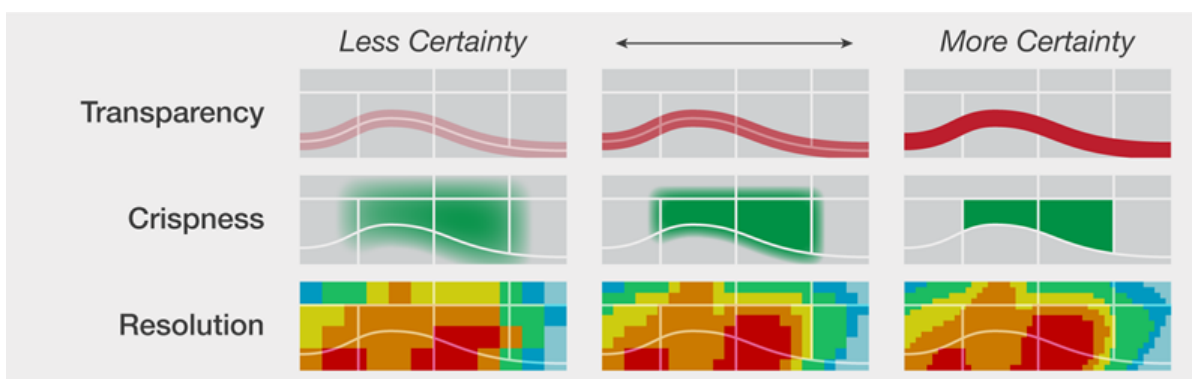 Less Certainty
More Certainty
Transparency
Crispness
Resolution